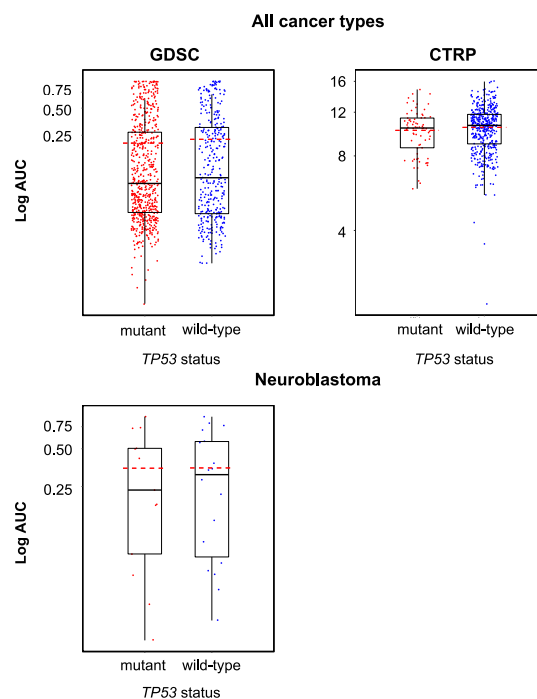 All cancer types
GDSC
CTRP
Log AUC
0.75
0.50
0.25
mutant wild-type
TP53 status
16
12
8
4
mutant wild-type
TP53 status
Neuroblastoma
Log AUC
0.75
0.50
0.25
mutant wild-type
TP53 status